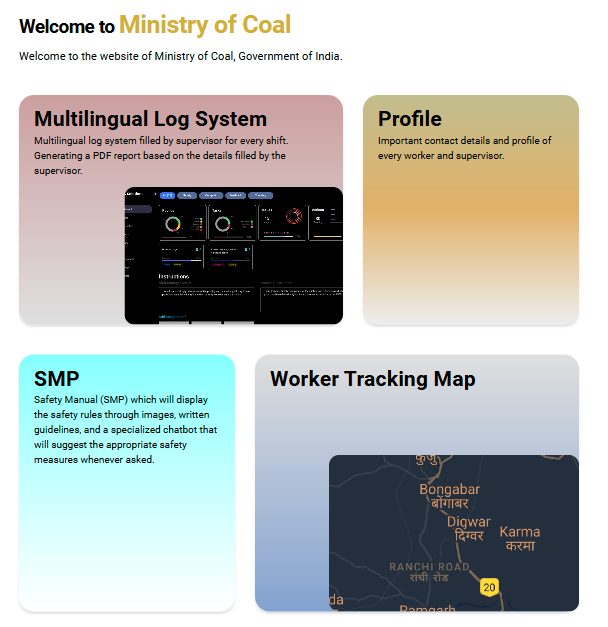 Welcome to Ministry of Coal
Welcome to the website of Ministry of Coal, Government of India.
Multilingual Log System
Multilingual log system filled by supervisor for every shift.
Generating a PDF report based on the details filled by the
supervisor.
Instructions
Profile
Important contact details and profile of
every worker and supervisor.
SMP
Safety Manual (SMP) which will display
the safety rules through images, written
guidelines, and a specialized chatbot that
will suggest the appropriate safety
measures whenever asked.
Worker Tracking Map
कुजु
Bongabar
बोंगाबार
Digwar
दिग्वार
Karma
करमा
RANCHI ROAD
रांची रोड
20
da
Ramgarh